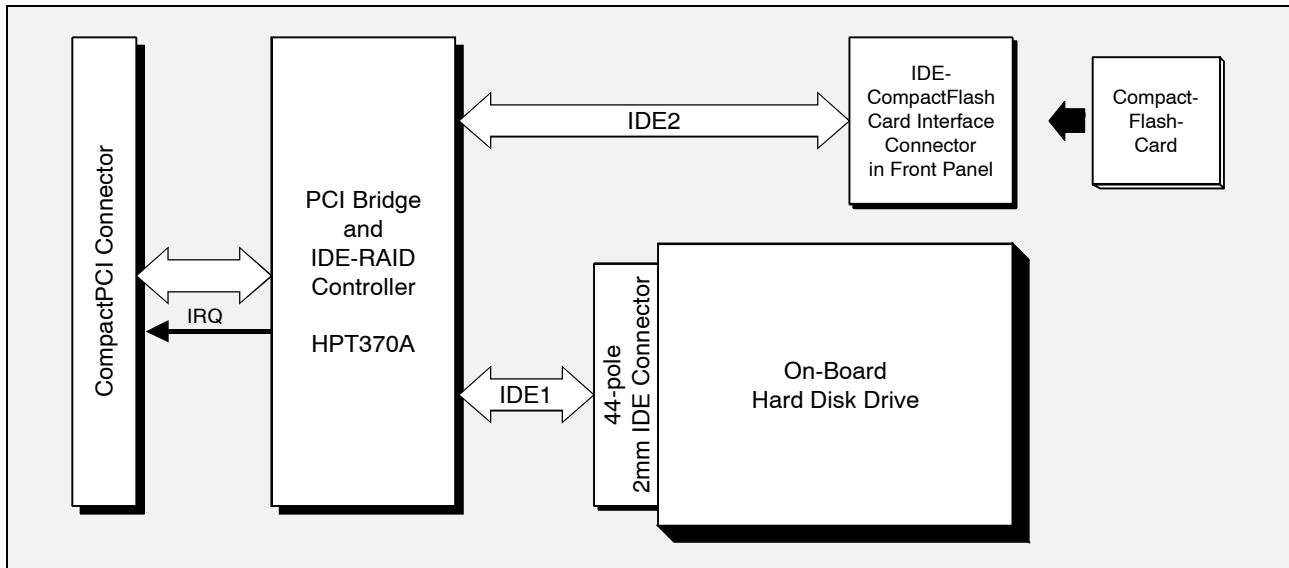 CompactPCI Connector
IRQ
PCI Bridge
and
IDE-RAID
Controller
HPT370A
IDE2
IDE-
CompactFlash
Card Interface
Connector
in Front Panel
Compact-
Flash-
Card
IDE1
44-pole
2mm IDE Connector
On-Board
Hard Disk Drive